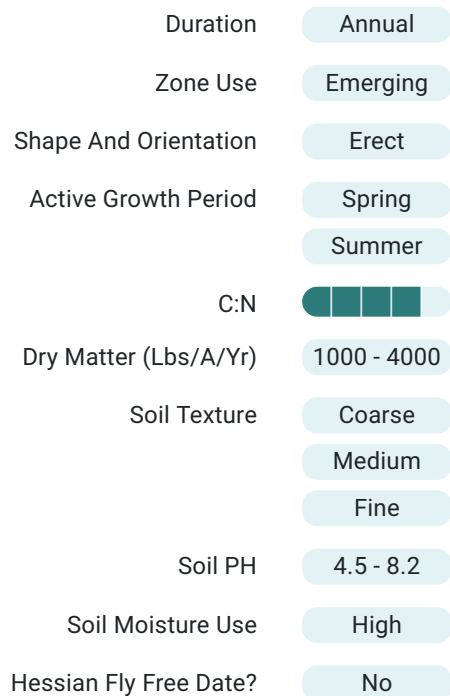 Duration Annual
Zone Use Emerging
Shape And Orientation Erect
Active Growth Period Spring
Summer
C:N
Dry Matter (Lbs/A/Yr) 1000 - 4000
Soil Texture Coarse
Medium
Fine
Soil PH 4.5 - 8.2
Soil Moisture Use High
Hessian Fly Free Date? No